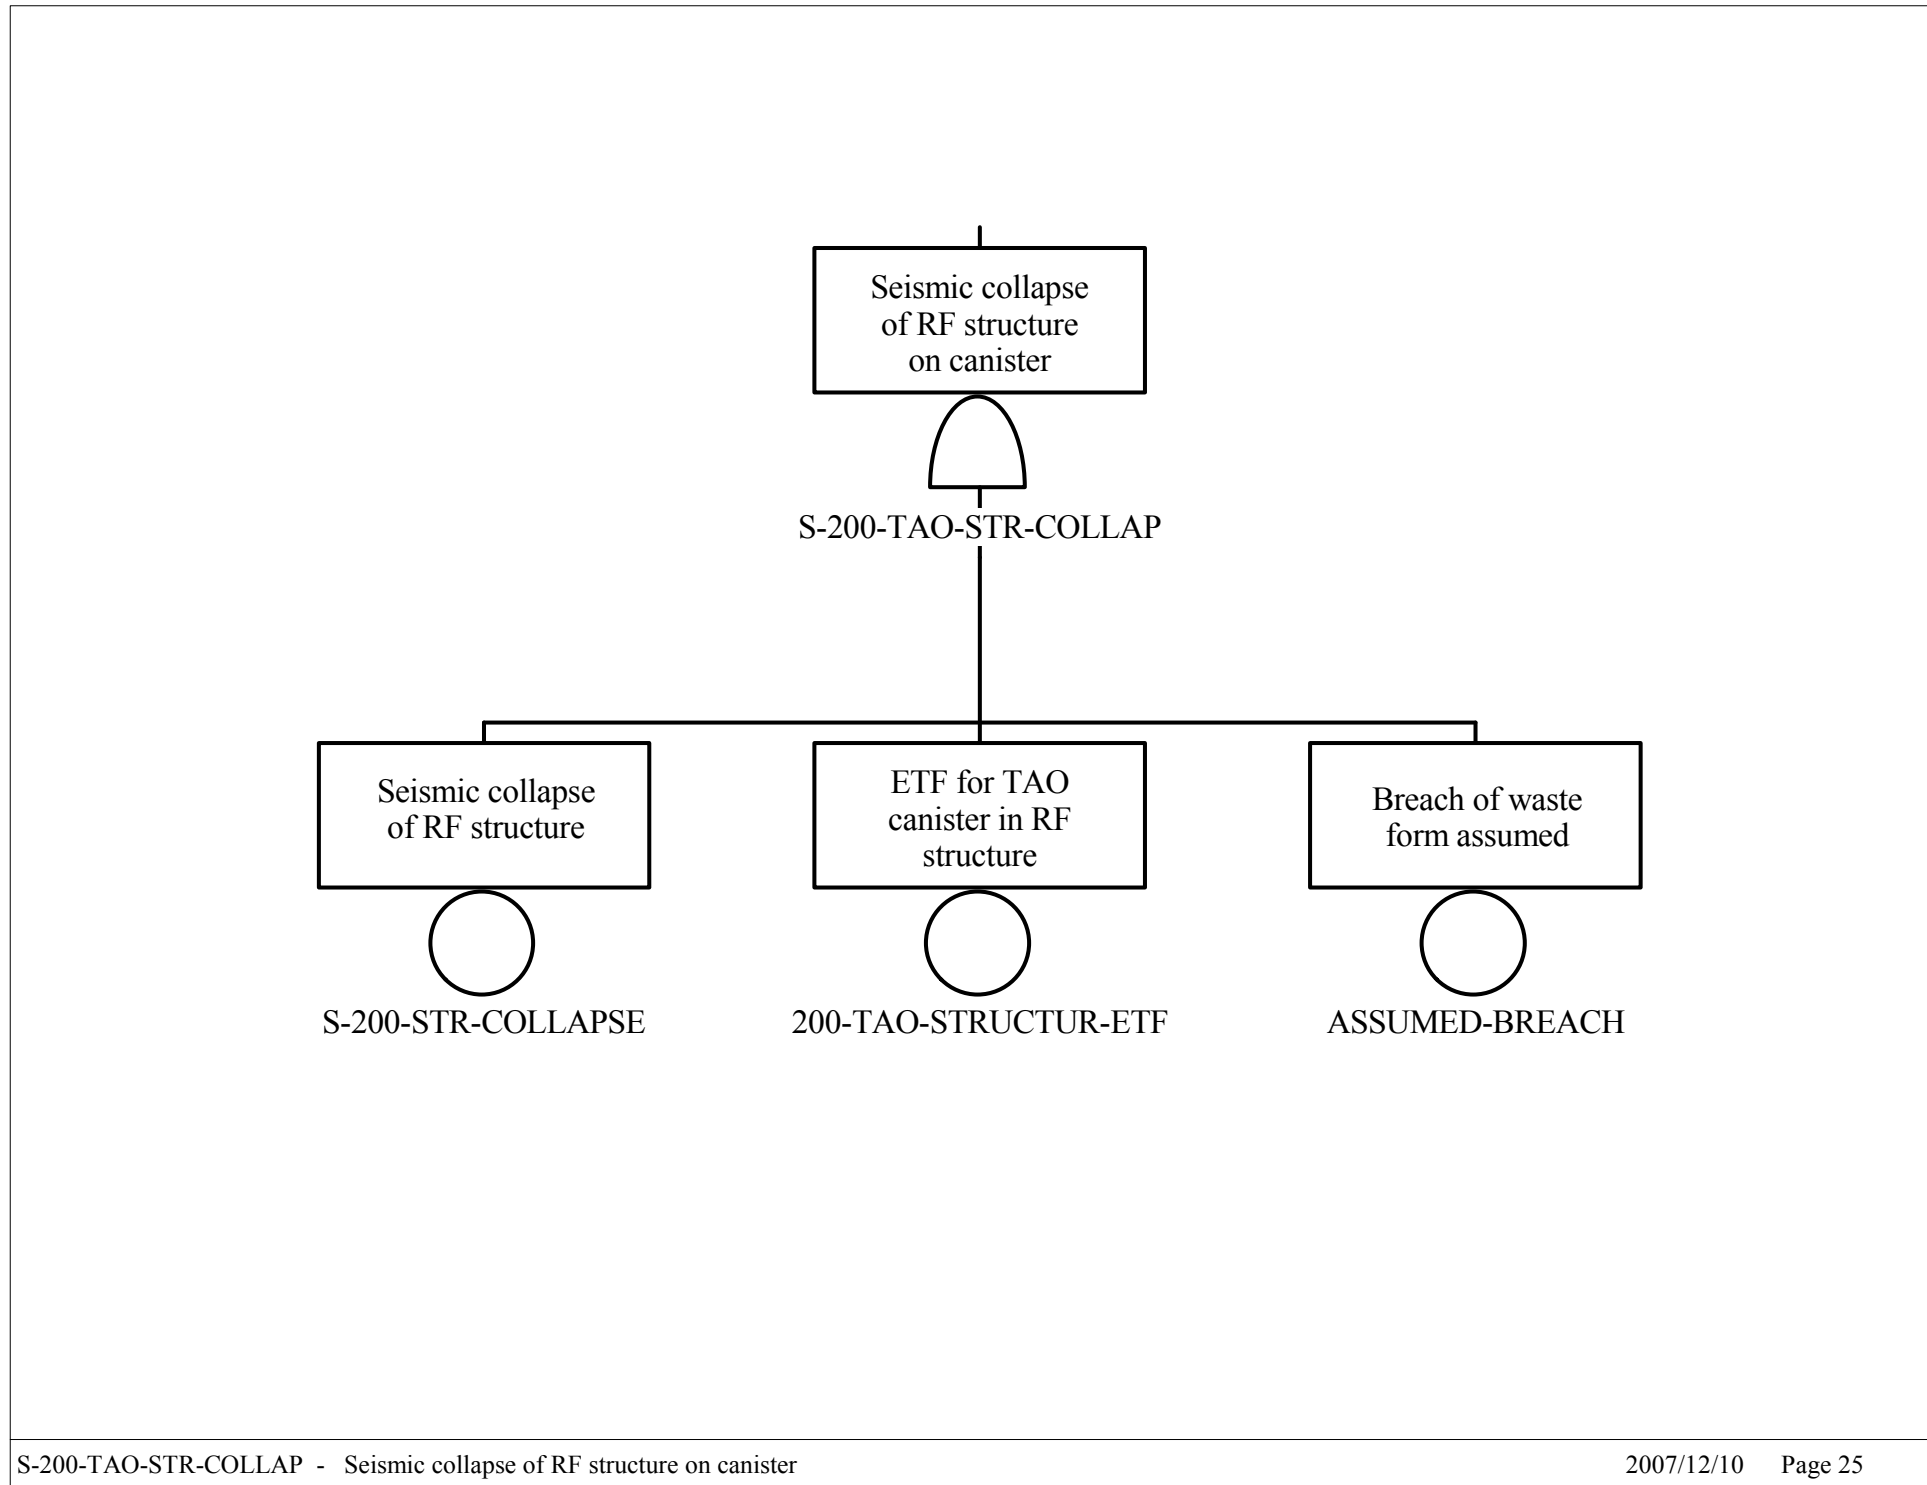 Seismic collapse
of RF structure
on canister
S-200-TAO-STR-COLLAP
Seismic collapse
of RF structure
ETF for TAO
canister in RF
structure
Breach of waste
form assumed
S-200-STR-COLLAPSE
200-TAO-STRUCTUR-ETF
ASSUMED-BREACH
S-200-TAO-STR-COLLAP - Seismic collapse of RF structure on canister
2007/12/10 Page 25